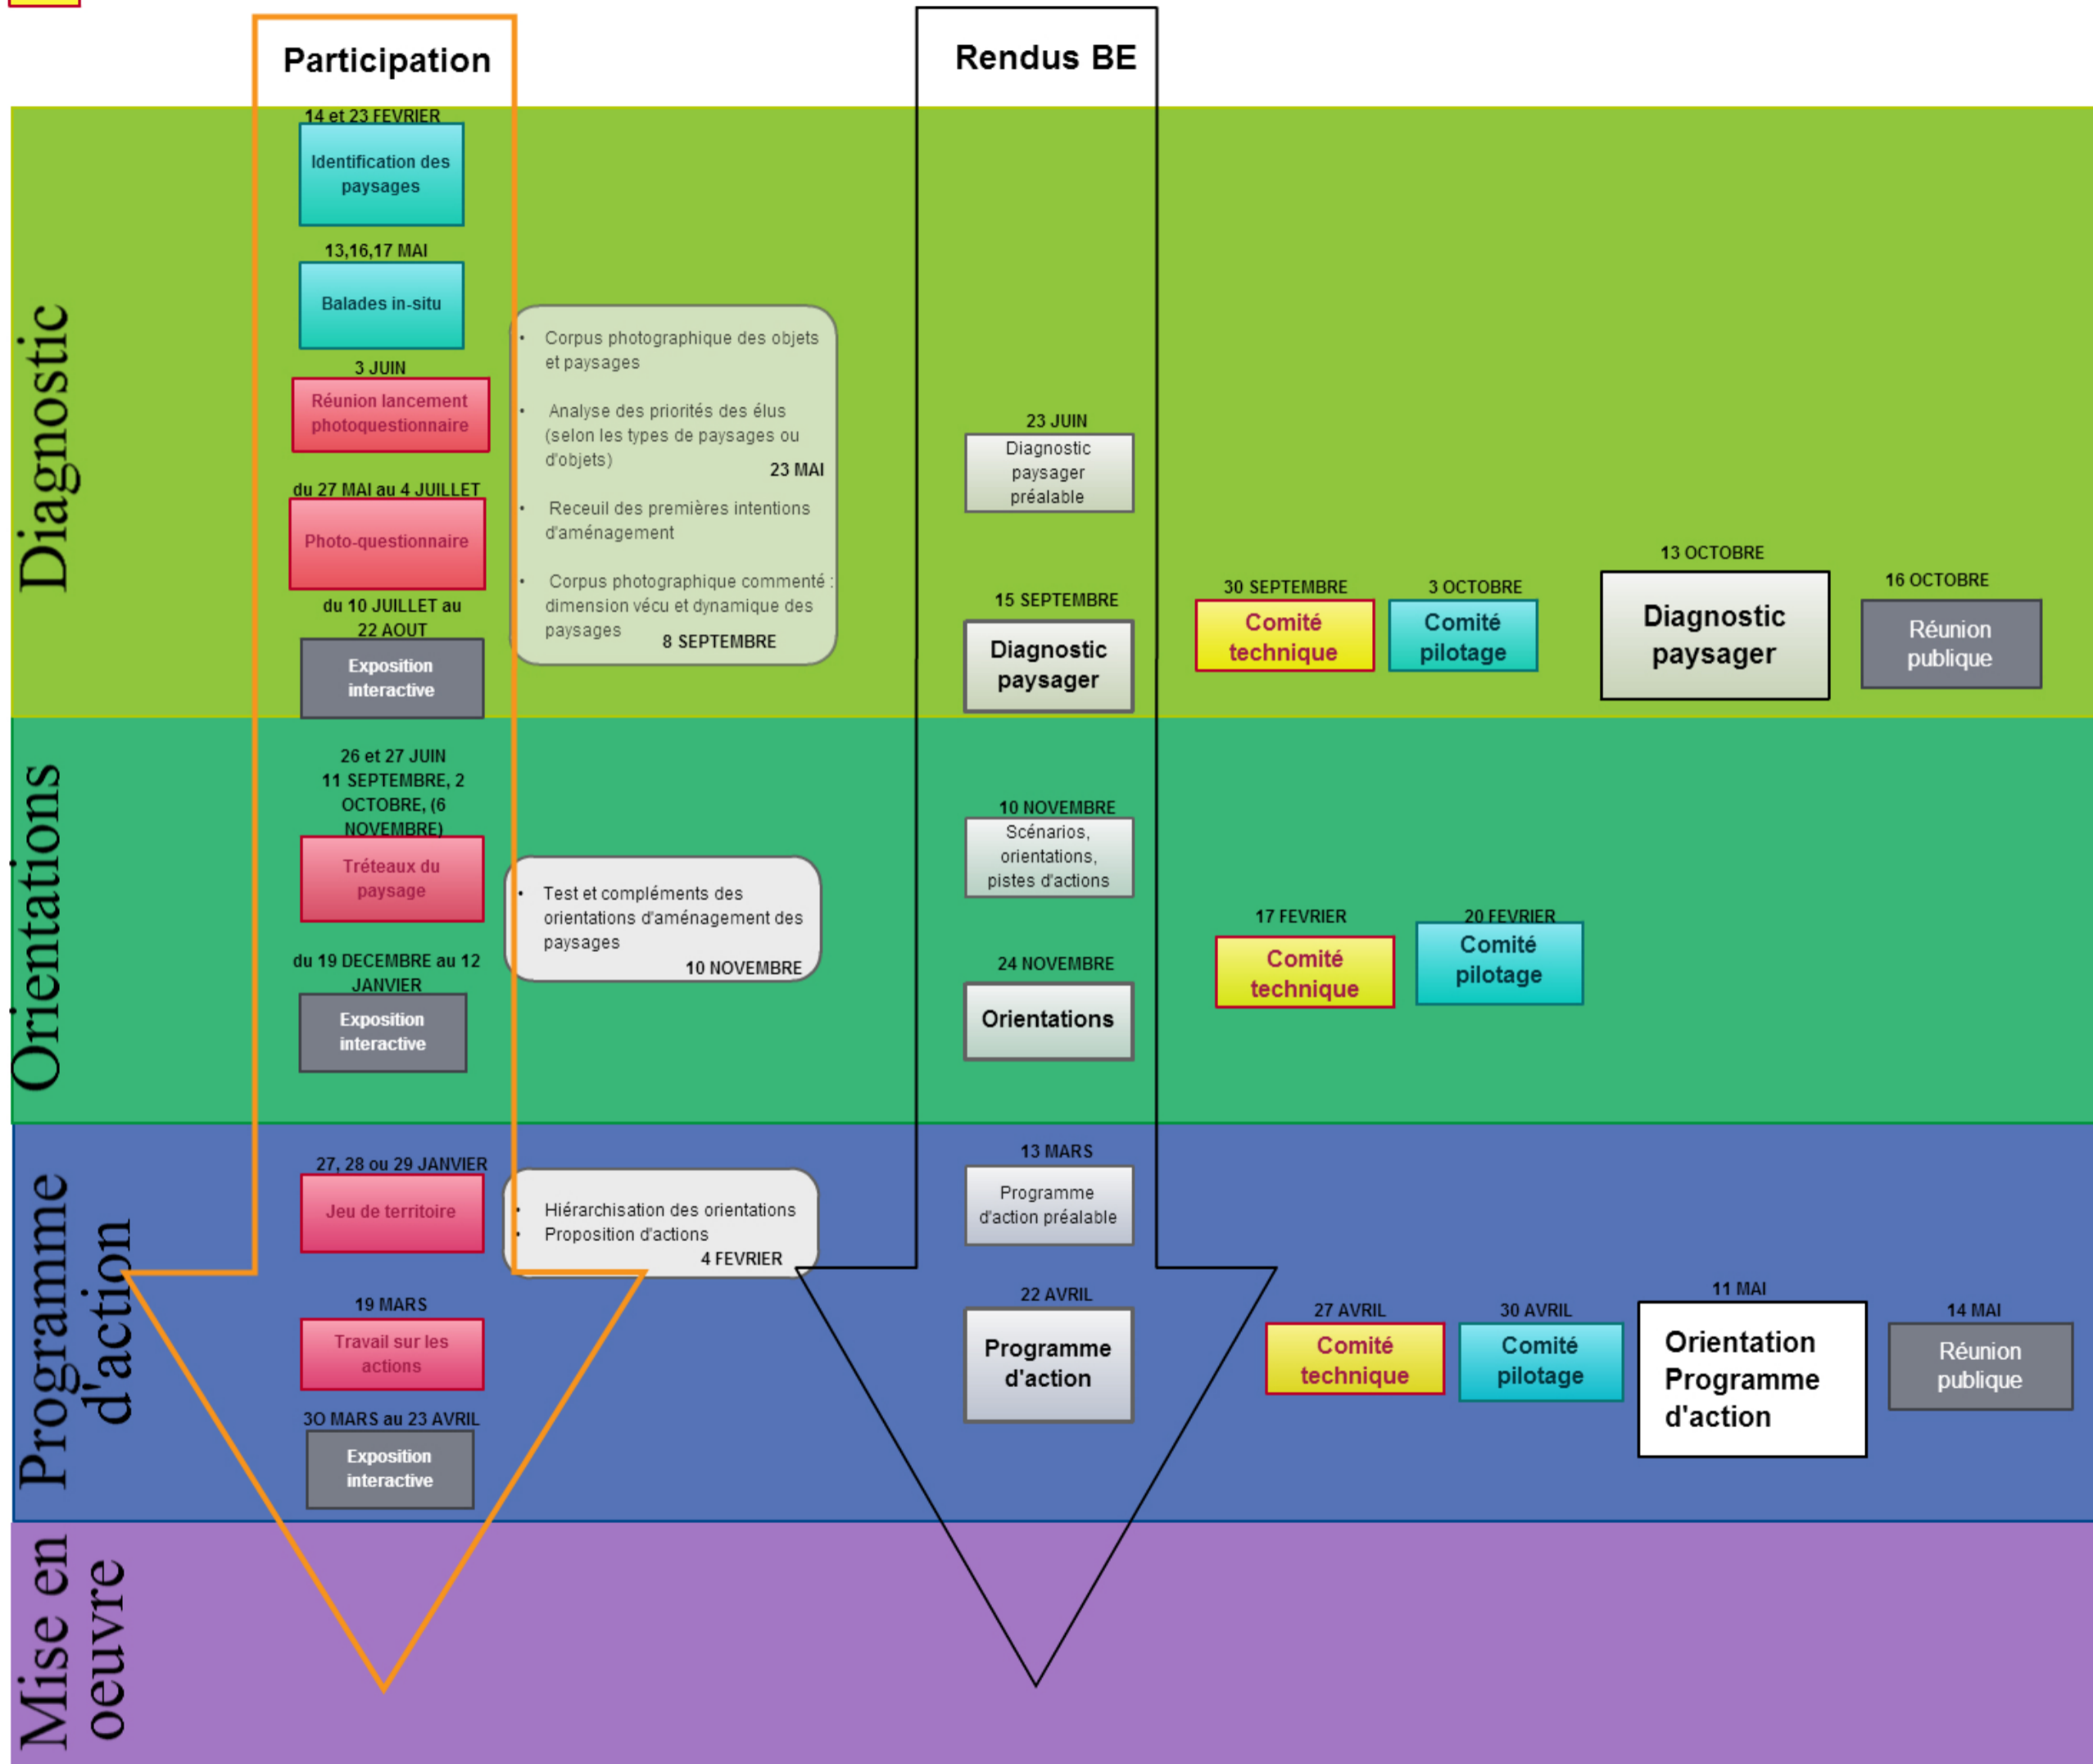 Participation
Rendus BE
Diagnostic
14 et 23 FEVRIER
Identification des
paysages
13,16,17 MAI
Balades in-situ
3 JUIN
Réunion lancement
photoquestionnaire
du 27 MAI au 4 JUILLET
Photo-questionnaire
du 10 JUILLET au
22 AOUT
Exposition
interactive
• Corpus photographique des objets
et paysages
• Analyse des priorités des élus
(selon les types de paysages ou
d'objets)
23 MAI
• Receuil des premières intentions
d'aménagement
• Corpus photographique commenté :
dimension vécu et dynamique des
paysages
8 SEPTEMBRE
23 JUIN
Diagnostic
paysager
préalable
15 SEPTEMBRE
Diagnostic
paysager
30 SEPTEMBRE
Comité
technique
3 OCTOBRE
Comité
pilotage
13 OCTOBRE
Diagnostic
paysager
16 OCTOBRE
Réunion
publique
Orientations
26 et 27 JUIN
11 SEPTEMBRE, 2
OCTOBRE, (6
NOVEMBRE)
Tréteaux du
paysage
du 19 DECEMBRE au 12
JANVIER
Exposition
interactive
• Test et compléments des
orientations d'aménagement des
paysages
10 NOVEMBRE
10 NOVEMBRE
Scénarios,
orientations,
pistes d'actions
24 NOVEMBRE
Orientations
17 FEVRIER
Comité
technique
20 FEVRIER
Comité
pilotage
Programme
d'action
27, 28 ou 29 JANVIER
Jeu de territoire
19 MARS
Travail sur les
actions
3O MARS au 23 AVRIL
Exposition
interactive
• Hiérarchisation des orientations
• Proposition d'actions
4 FEVRIER
13 MARS
Programme
d'action préalable
22 AVRIL
Programme
d'action
27 AVRIL
Comité
technique
30 AVRIL
Comité
pilotage
11 MAI
Orientation
Programme
d'action
14 MAI
Réunion
publique
Mise en
oeuvre